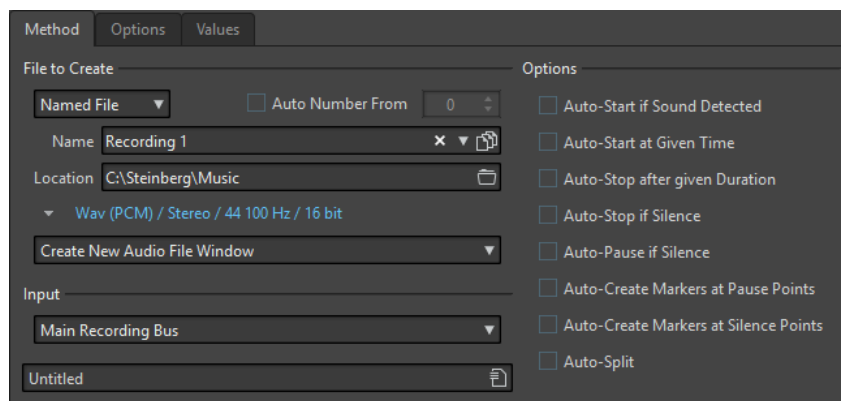 Method Options Values
File to Create
Named File Auto Number From 0
Name Recording 1
Location C:\Steinberg\Music
Wav (PCM) / Stereo / 44 100 Hz / 16 bit
Create New Audio File Window
Input
Main Recording Bus
Untitled
Options
Auto-Start if Sound Detected
Auto-Start at Given Time
Auto-Stop after given Duration
Auto-Stop if Silence
Auto-Pause if Silence
Auto-Create Markers at Pause Points
Auto-Create Markers at Silence Points
Auto-Split